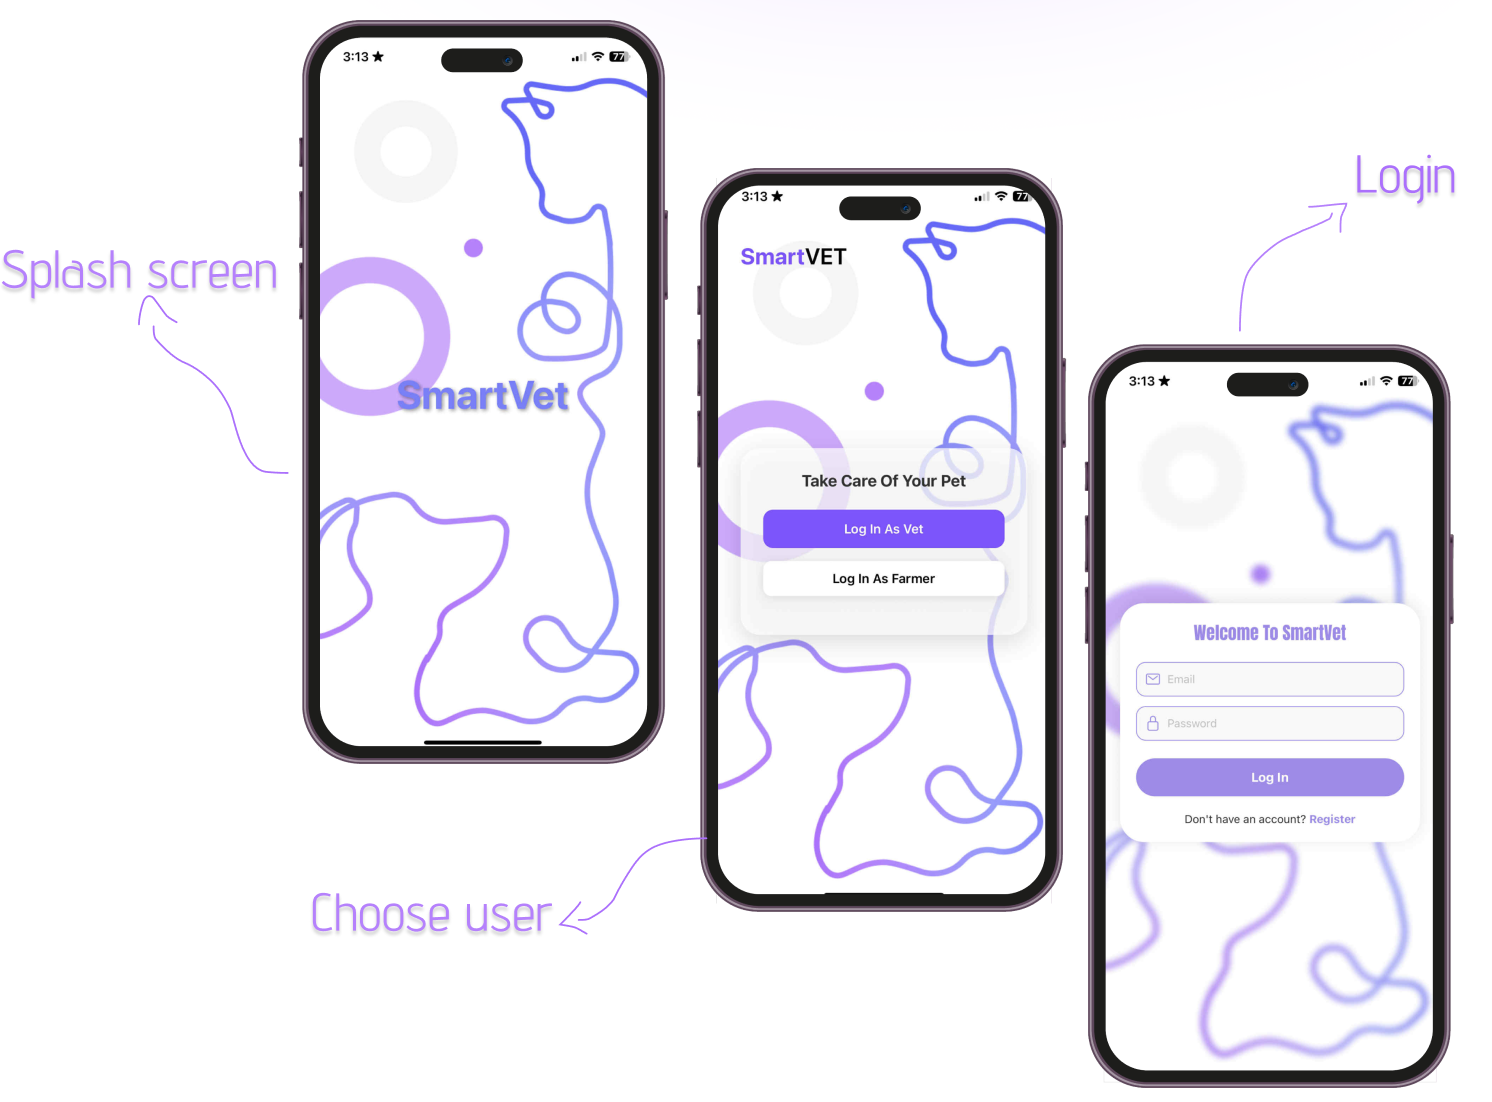 3:13
77
SmartVet
Splash screen
3:13
77
SmartVET
Take Care Of Your Pet
Log In As Vet
Log In As Farmer
Choose user
Login
3:13
77
Welcome To SmartVet
Email
Password
Log In
Don't have an account? Register